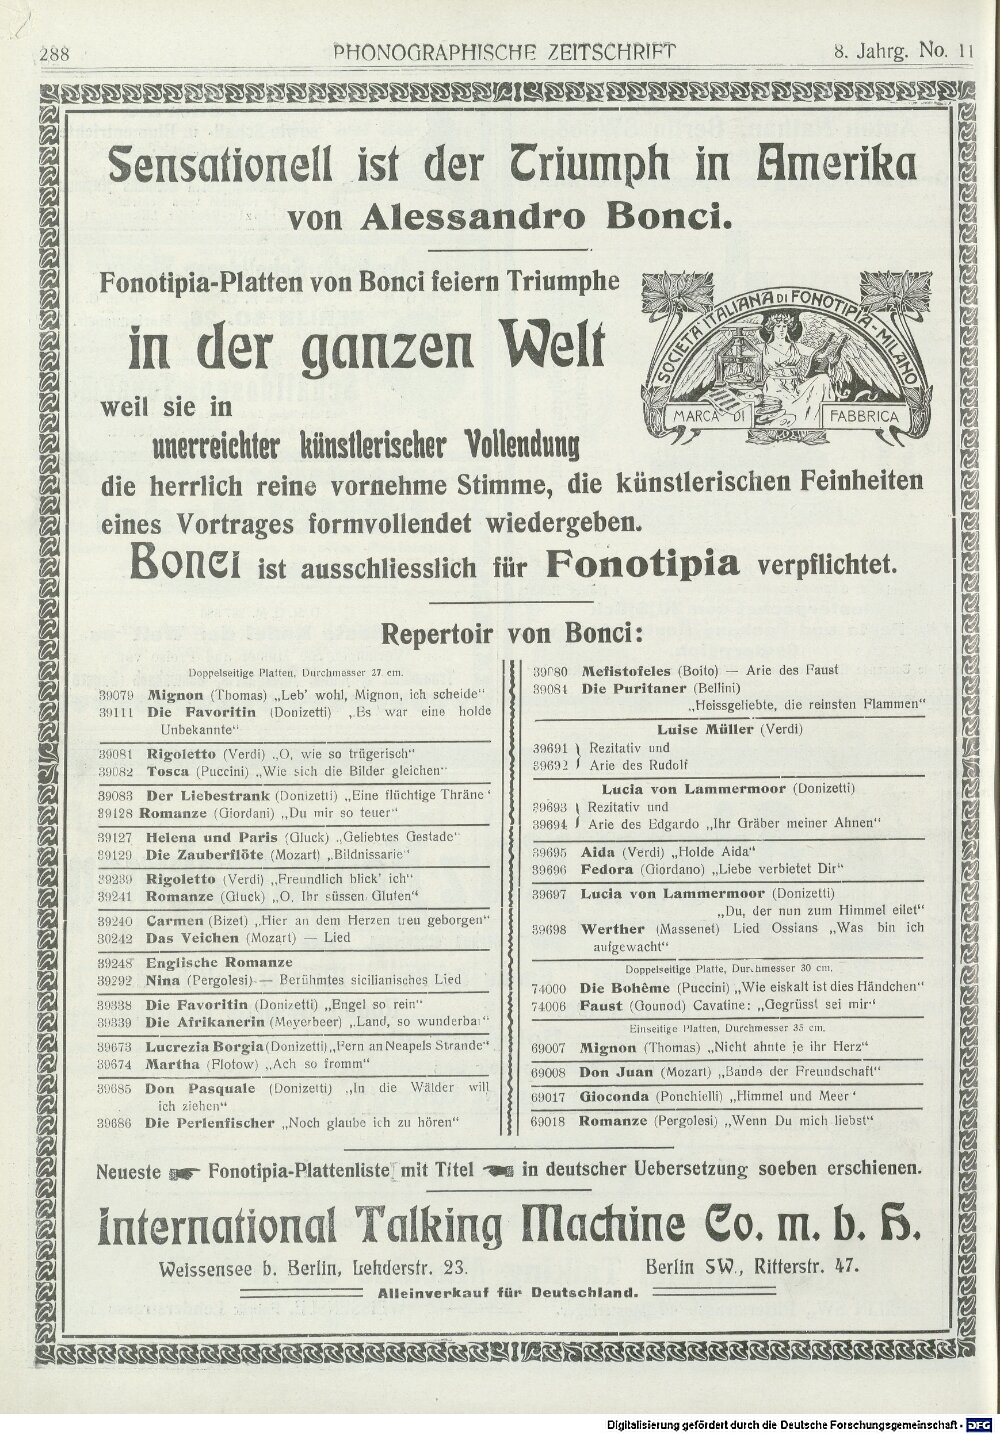 288
PHONOGRAPHISCHE ZEITSCHRIFT
8. Jahrg. No. 11
Sensationell ist der Triumph in Amerika
von Alessandro Bonci.
Fonotipia-Platten von Bonci feiern Triumphe
in der ganzen Welt
weil sie in
unerreichter künstlerischer Vollendung
die herrlich reine vornehme Stimme, die künstlerischen Feinheiten
eines Vortrages formvollendet wiedergeben.
Bonci ist ausschliesslich für Fonotipia verpflichtet.
SOCIETÀ ITALIANA DI FONOTIPIA-MILANO
MARCA DI FABBRICA
Repertoir von Bonci:
Doppelseitige Platten, Durchmesser 27 cm.
39079 Mignon (Thomas) „Leb' wohl, Mignon, ich scheide“
39111 Die Favoritin (Donizetti) „Es war eine holde
Unbekannte“
39081 Rigoletto (Verdi) „O, wie so trügerisch“
39082 Tosca (Puccini) „Wie sich die Bilder gleichen“
39083 Der Liebestrank (Donizetti) „Eine flüchtige Thräne“
39128 Romanze (Giordani) „Du mir so teuer“
39127 Helena und Paris (Gluck) „Geliebtes Gestade“
39129 Die Zauberflöte (Mozart) „Bildnissarie“
39239 Rigoletto (Verdi) „Freundlich blick' ich“
39241 Romanze (Gluck) „O, Ihr süssen Gluten“
39240 Carmen (Bizet) „Hier an dem Herzen treu geborgen“
30242 Das Veichen (Mozart) — Lied
39248 Englische Romanze
39292 Nina (Pergolesi) — Berühmtes sicilianisches Lied
39338 Die Favoritin (Donizetti) „Engel so rein“
39339 Die Afrikanerin (Meyerbeer) „Land, so wunderbar“
39673 Lucrezia Borgia (Donizetti) „Fern an Neapels Strande“
39674 Martha (Flotow) „Ach so fromm“
39685 Don Pasquale (Donizetti) „In die Wälder will
ich ziehen“
39686 Die Perlenfischer „Noch glaube ich zu hören“
39080 Mefistofeles (Boito) — Arie des Faust
39084 Die Puritaner (Bellini)
„Heissgeliebte, die reinsten Flammen“
Luise Müller (Verdi)
39691 } Rezitativ und
39692 } Arie des Rudolf
Lucia von Lammermoor (Donizetti)
39693 } Rezitativ und
39694 } Arie des Edgardo „Ihr Gräber meiner Ahnen“
39695 Aida (Verdi) „Holde Aida“
39696 Fedora (Giordano) „Liebe verbietet Dir“
39697 Lucia von Lammermoor (Donizetti)
„Du, der nun zum Himmel eilet“
39698 Werther (Massenet) Lied Ossians „Was bin ich
aufgewacht“
Doppelseitige Platte, Durchmesser 30 cm.
74000 Die Bohême (Puccini) „Wie eiskalt ist dies Händchen“
74006 Faust (Gounod) Cavatine: „Gegrüsst sei mir“
Einseitige Platten, Durchmesser 35 cm.
69007 Mignon (Thomas) „Nicht ahnte je ihr Herz“
69008 Don Juan (Mozart) „Bande der Freundschaft“
69017 Gioconda (Ponchielli) „Himmel und Meer“
69018 Romanze (Pergolesi) „Wenn Du mich liebst“
Neueste Fonotipia-Plattenliste mit Titel in deutscher Uebersetzung soeben erschienen.
International Talking Machine Co. m. b. H.
Weissensee b. Berlin, Lehderstr. 23.
Berlin SW., Ritterstr. 47.
Alleinverkauf für Deutschland.
Digitalisierung gefördert durch die Deutsche Forschungsgemeinschaft - DFG